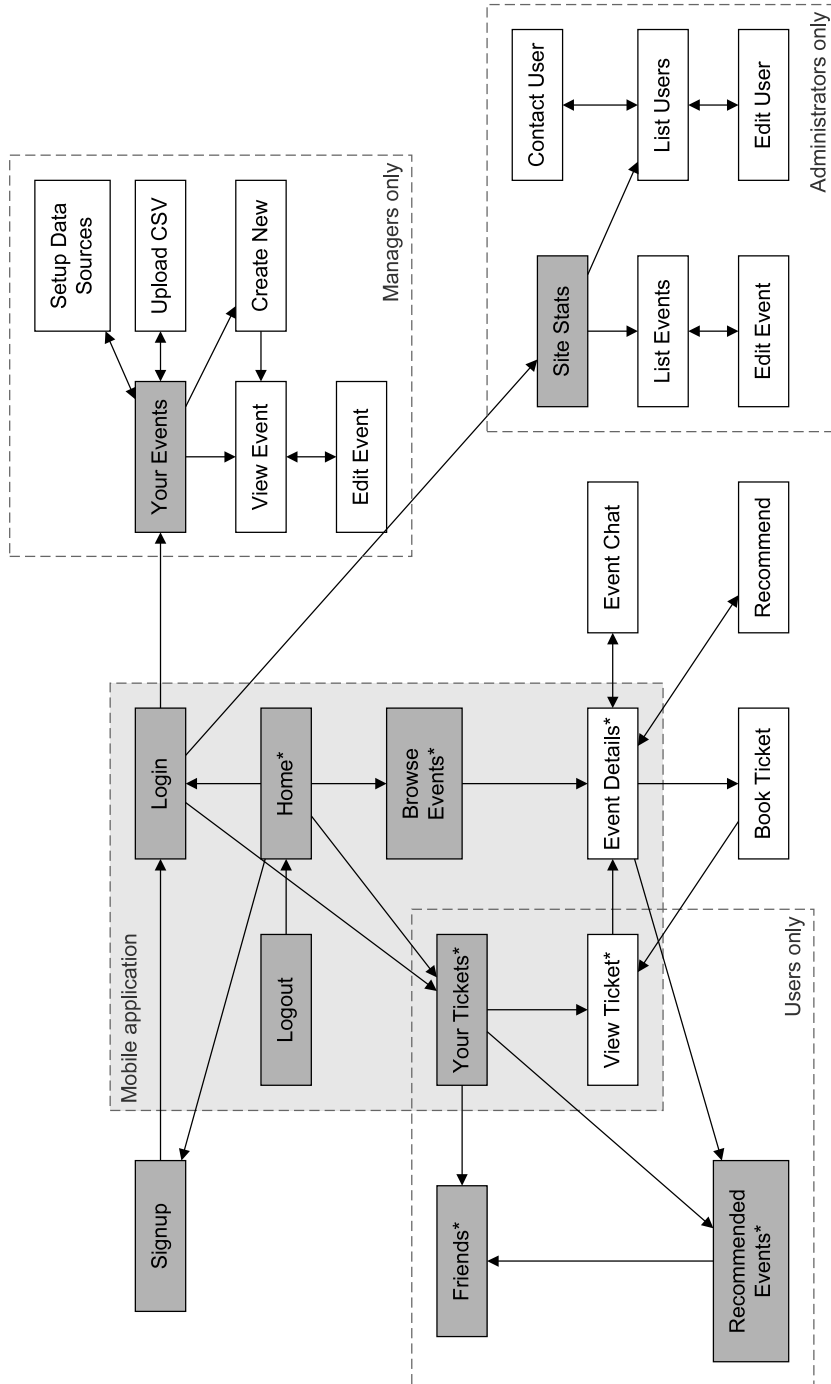 Signup
Login
Your Events
Setup Data
Sources
Upload CSV
Create New
View Event
Edit Event
Managers only
Mobile application
Logout
Home*
Browse
Events*
Friends*
Your Tickets*
View Ticket*
Event Details*
Event Chat
Recommended
Events*
Users only
Book Ticket
Recommend
Site Stats
Contact User
List Events
List Users
Edit Event
Edit User
Administrators only